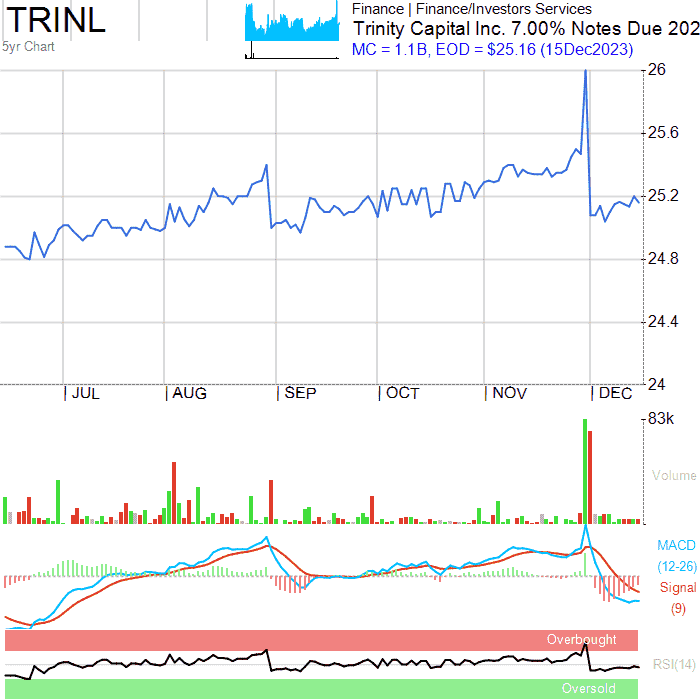 TRINL
5yr Chart
Finance | Finance/Investors Services
Trinity Capital Inc. 7.00% Notes Due 202
MC = 1.1B, EOD = $25.16 (15Dec2023)
26
25.6
25.2
24.8
24.4
24
JUL AUG SEP OCT NOV DEC
83k
Volume
MACD
(12-26)
Signal
(9)
Overbought
RSI(14)
Oversold